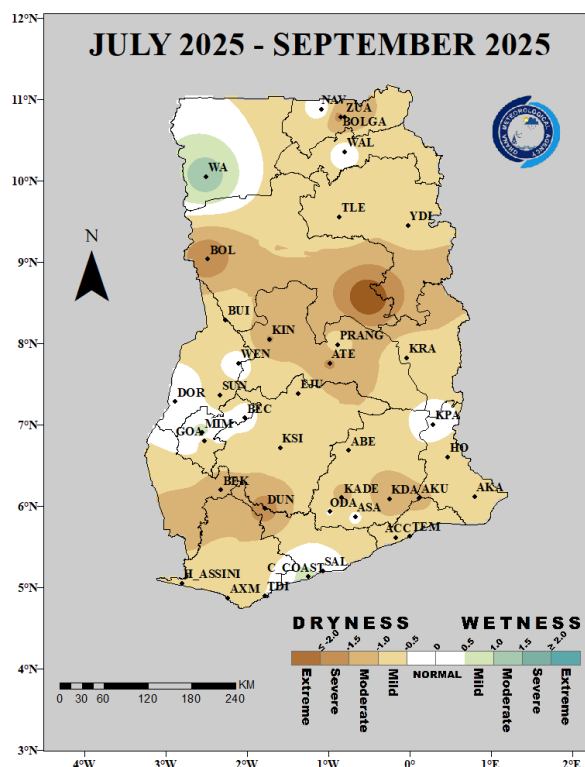 12°N
JULY 2025 - SEPTEMBER 2025
11°N
10°N
9°N
8°N
7°N
6°N
5°N
4°N
3°N
4°W
3°W
2°W
1°W
0°
1°E
2°E
GHANA METEOROLOGICAL AGENCY
N
NAV
ZUA
BOLGA
WAL
WA
TLE
YDI
BOL
BUI
KIN
PRANG
WEN
ATE
KRA
SUN
EJU
DOR
BEC
MIM
GOA
KPA
KSI
ABE
HO
BEK
KADE
KDA
AKU
AKA
DUN
ODA
ASA
ACC
TEM
C_COAST
SAL
H_ASSINI
AXM
TDI
DRYNESS WETNESS
≤ -2.0 -1.5 -1.0 -0.5 0 0.5 1.0 1.5 ≥ 2.0
Extreme Severe Moderate Mild NORMAL Mild Moderate Severe Extreme
0 15 30 60 120 180 240 KM